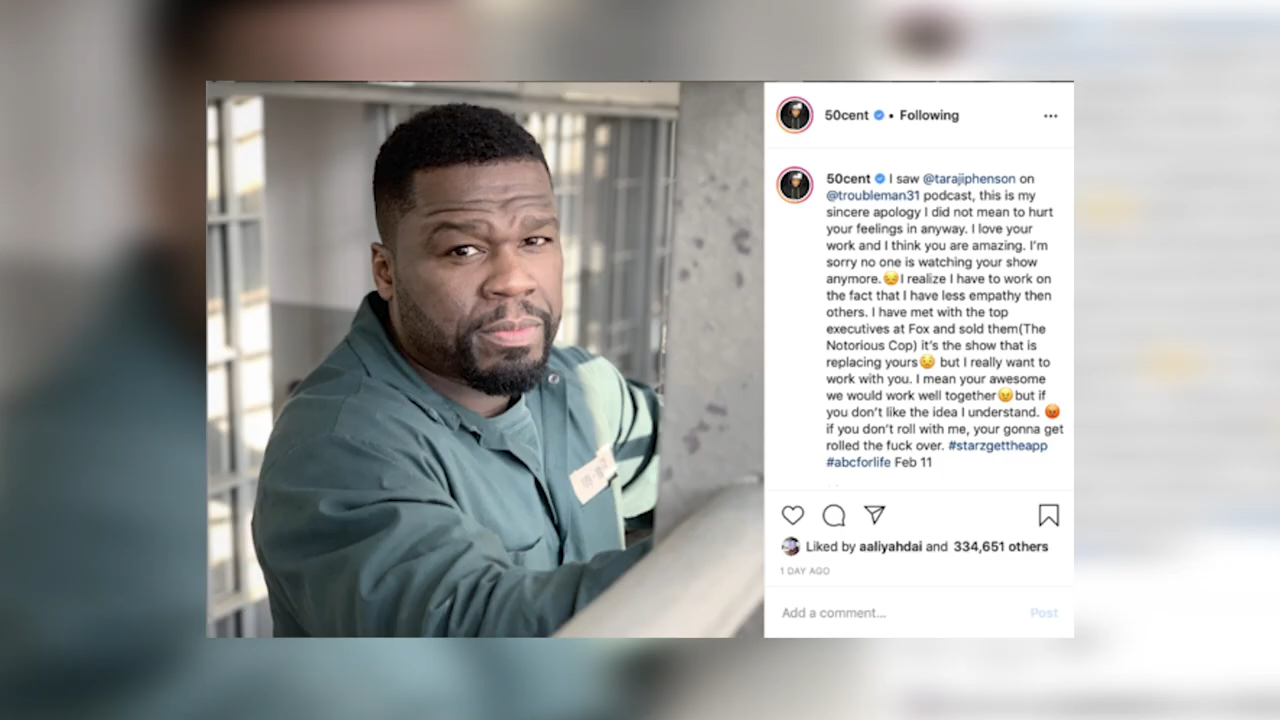 50cent • Following
50cent I saw @tarajiphenson on
@troubleman31 podcast, this is my
sincere apology I did not mean to hurt
your feelings in anyway. I love your
work and I think you are amazing. I'm
sorry no one is watching your show
anymore.😔I realize I have to work on
the fact that I have less empathy then
others. I have met with the top
executives at Fox and sold them(The
Notorious Cop) it's the show that is
replacing yours😟 but I really want to
work with you. I mean your awesome
we would work well together😉but if
you don't like the idea I understand. 😡
if you don't roll with me, your gonna get
rolled the fuck over. #starzgettheapp
#abcforlife Feb 11
Liked by aaliyahdai and 334,651 others
1 DAY AGO
Add a comment... Post